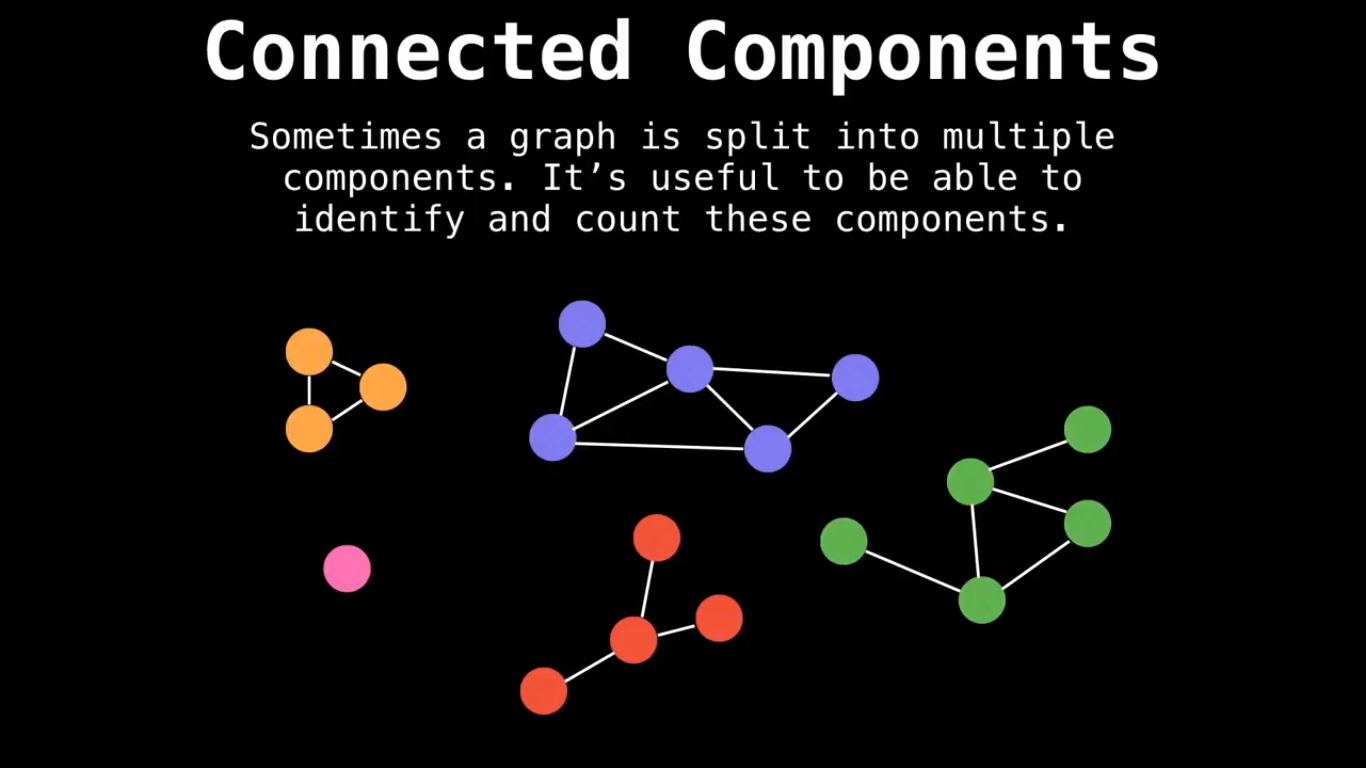 Connected Components
Sometimes a graph is split into multiple
components. It’s useful to be able to
identify and count these components.